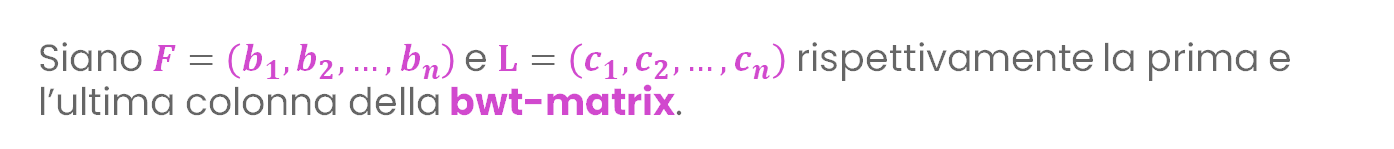 Siano F = (b₁, b₂, ..., bₙ) e L = (c₁, c₂, ..., cₙ) rispettivamente la prima e
l'ultima colonna della bwt-matrix.